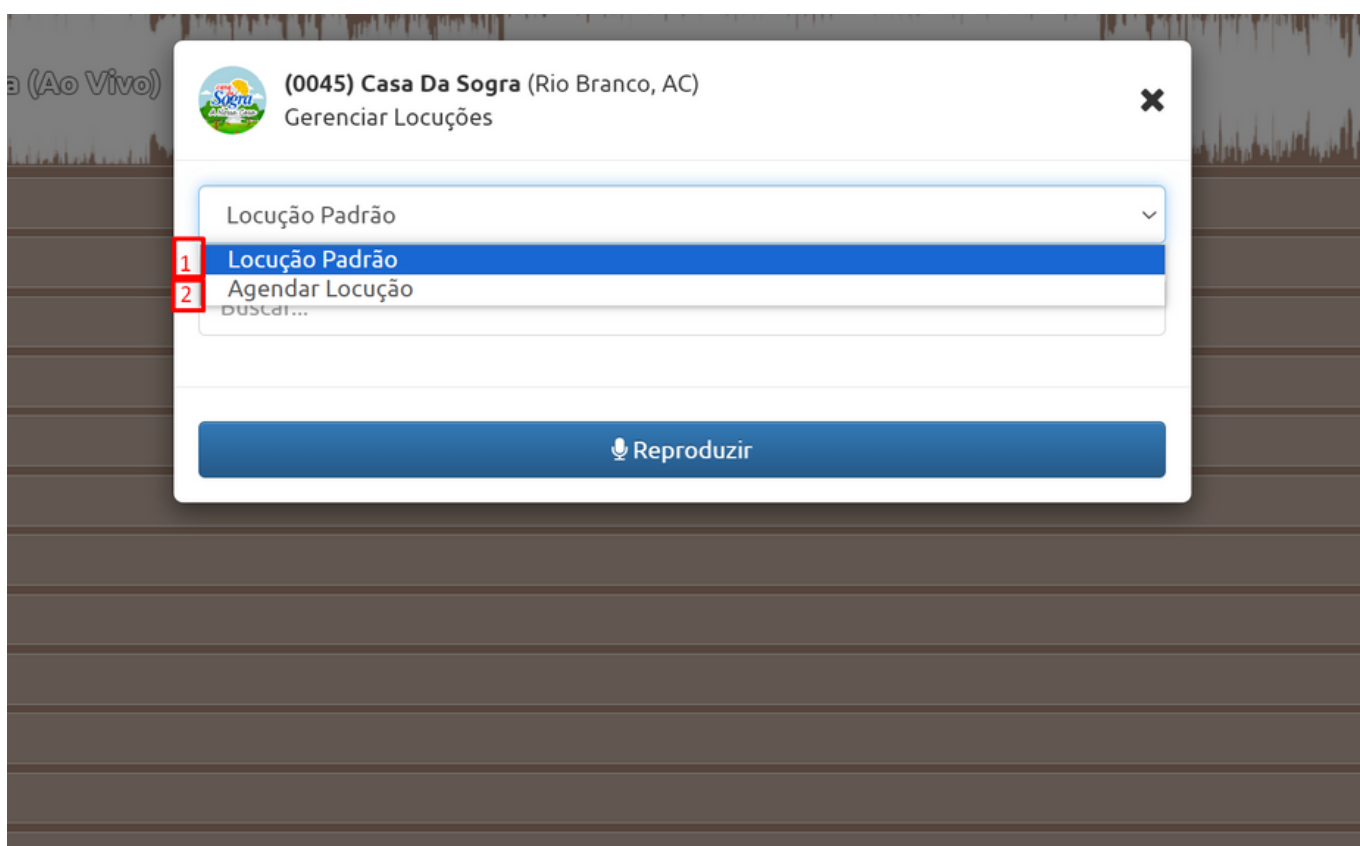 a (Ao Vivo)
(0045) Casa Da Sogra (Rio Branco, AC)
Gerenciar Locuções
Locução Padrão
1 Locução Padrão
2 Agendar Locução
Buscar...
Reproduzir